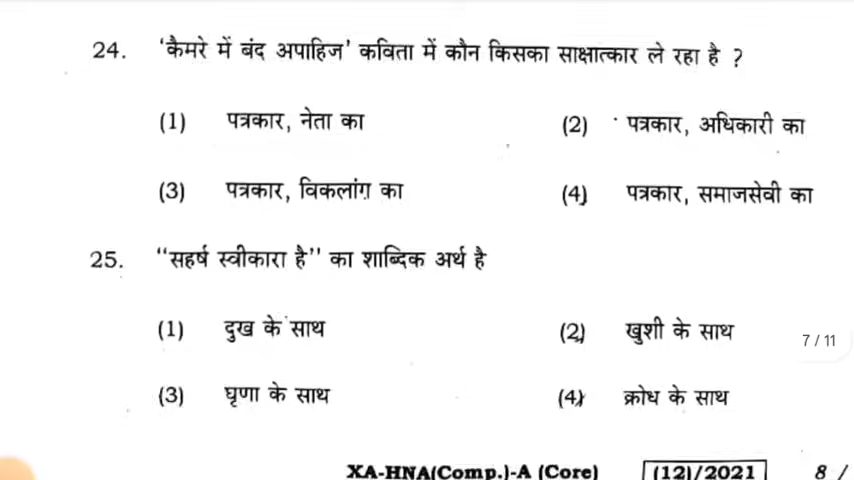 24. 'कैमरे में बंद अपाहिज' कविता में कौन किसका साक्षात्कार ले रहा है ?
(1) पत्रकार, नेता का (2) पत्रकार, अधिकारी का
(3) पत्रकार, विकलांग का (4) पत्रकार, समाजसेवी का
25. "सहर्ष स्वीकारा है" का शाब्दिक अर्थ है
(1) दुख के साथ (2) खुशी के साथ
7 / 11
(3) घृणा के साथ (4) क्रोध के साथ
XA-HNA(Comp.)-A (Core) (12)/2021 8 /